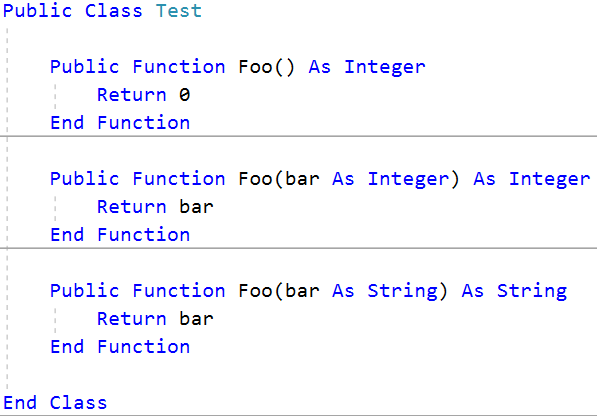 Public Class Test
    Public Function Foo() As Integer
        Return 0
    End Function
    Public Function Foo(bar As Integer) As Integer
        Return bar
    End Function
    Public Function Foo(bar As String) As String
        Return bar
    End Function
End Class